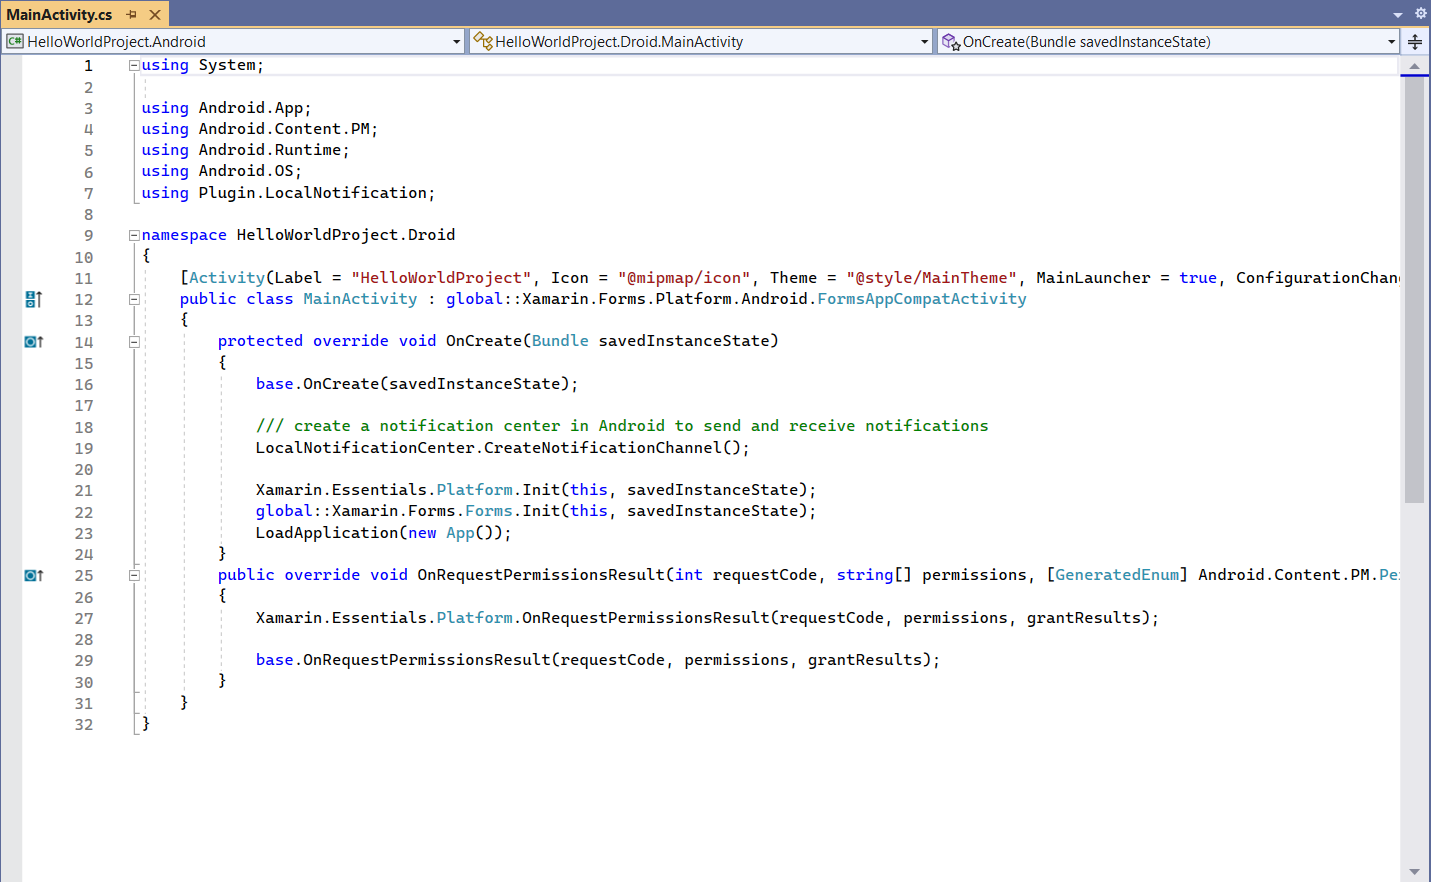 MainActivity.cs
C# HelloWorldProject.Android HelloWorldProject.Droid.MainActivity OnCreate(Bundle savedInstanceState)
1 using System;
2
3 using Android.App;
4 using Android.Content.PM;
5 using Android.Runtime;
6 using Android.OS;
7 using Plugin.LocalNotification;
8
9 namespace HelloWorldProject.Droid
10 {
11 [Activity(Label = "HelloWorldProject", Icon = "@mipmap/icon", Theme = "@style/MainTheme", MainLauncher = true, ConfigurationChan
12 public class MainActivity : global::Xamarin.Forms.Platform.Android.FormsAppCompatActivity
13 {
14 protected override void OnCreate(Bundle savedInstanceState)
15 {
16 base.OnCreate(savedInstanceState);
17
18 /// create a notification center in Android to send and receive notifications
19 LocalNotificationCenter.CreateNotificationChannel();
20
21 Xamarin.Essentials.Platform.Init(this, savedInstanceState);
22 global::Xamarin.Forms.Forms.Init(this, savedInstanceState);
23 LoadApplication(new App());
24 }
25 public override void OnRequestPermissionsResult(int requestCode, string[] permissions, [GeneratedEnum] Android.Content.PM.Pe
26 {
27 Xamarin.Essentials.Platform.OnRequestPermissionsResult(requestCode, permissions, grantResults);
28
29 base.OnRequestPermissionsResult(requestCode, permissions, grantResults);
30 }
31 }
32 }